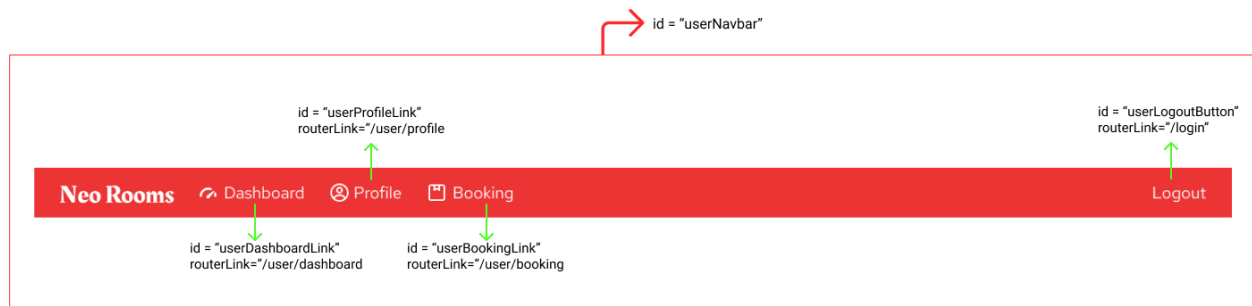 id = “userNavbar”
id = “userProfileLink”
routerLink=”/user/profile
id = “userLogoutButton”
routerLink=”/login”
Neo Rooms Dashboard Profile Booking Logout
id = “userDashboardLink”
routerLink=”/user/dashboard
id = “userBookingLink”
routerLink=”/user/booking